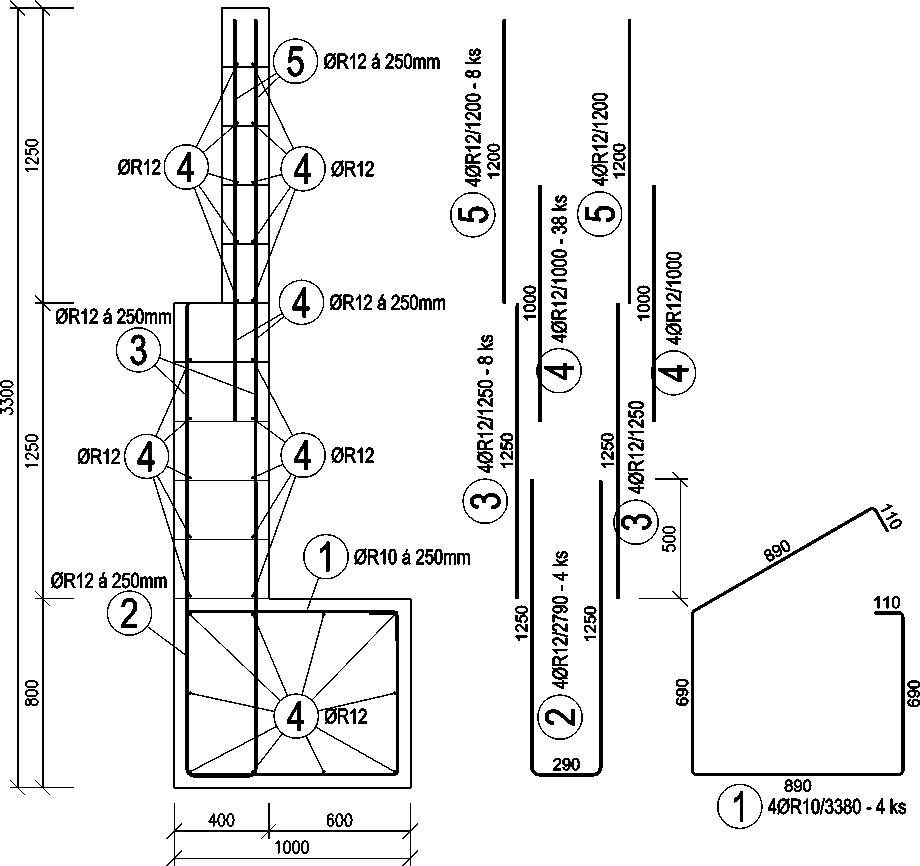 5 ØR12 á 250mm
ØR12 4
4 ØR12
4 ØR12 á 250mm
ØR12 á 250mm
3
ØR12 4
4 ØR12
1 ØR10 á 250mm
ØR12 á 250mm
2
4 ØR12
1250
1250
3300
800
400
600
1000
5 4ØR12/1200 - 8 ks
1200
4 4ØR12/1000 - 38 ks
1000
3 4ØR12/1250 - 8 ks
1250
2 4ØR12/2790 - 4 ks
1250
1250
290
5 4ØR12/1200
1200
4 4ØR12/1000
1000
3 4ØR12/1250
1250
500
890
110
110
690
690
890
1 4ØR10/3380 - 4 ks